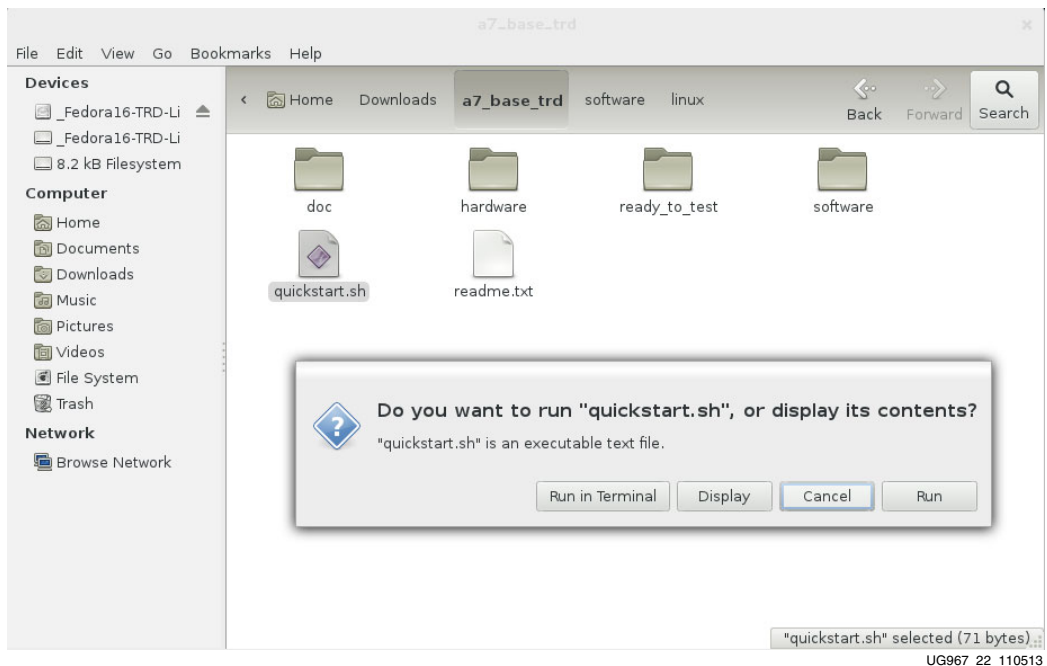 a7_base_trd
File Edit View Go Bookmarks Help
Devices
_Fedora16-TRD-Li
_Fedora16-TRD-Li
8.2 kB Filesystem
Computer
Home
Documents
Downloads
Music
Pictures
Videos
File System
Trash
Network
Browse Network
Home Downloads a7_base_trd software linux
Back Forward Search
doc hardware ready_to_test software
quickstart.sh readme.txt
Do you want to run "quickstart.sh", or display its contents?
"quickstart.sh" is an executable text file.
Run in Terminal Display Cancel Run
"quickstart.sh" selected (71 bytes)
UG967_22_110513